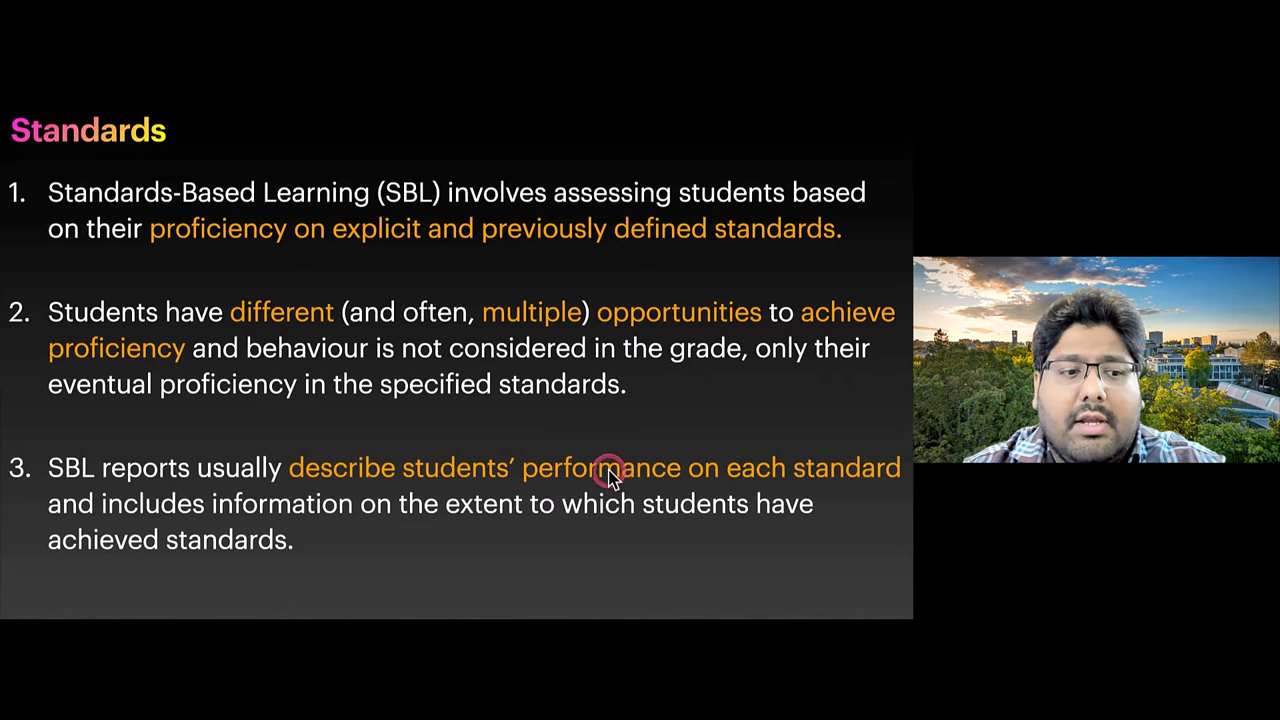 Standards
1. Standards-Based Learning (SBL) involves assessing students based
on their proficiency on explicit and previously defined standards.
2. Students have different (and often, multiple) opportunities to achieve
proficiency and behaviour is not considered in the grade, only their
eventual proficiency in the specified standards.
3. SBL reports usually describe students’ performance on each standard
and includes information on the extent to which students have
achieved standards.